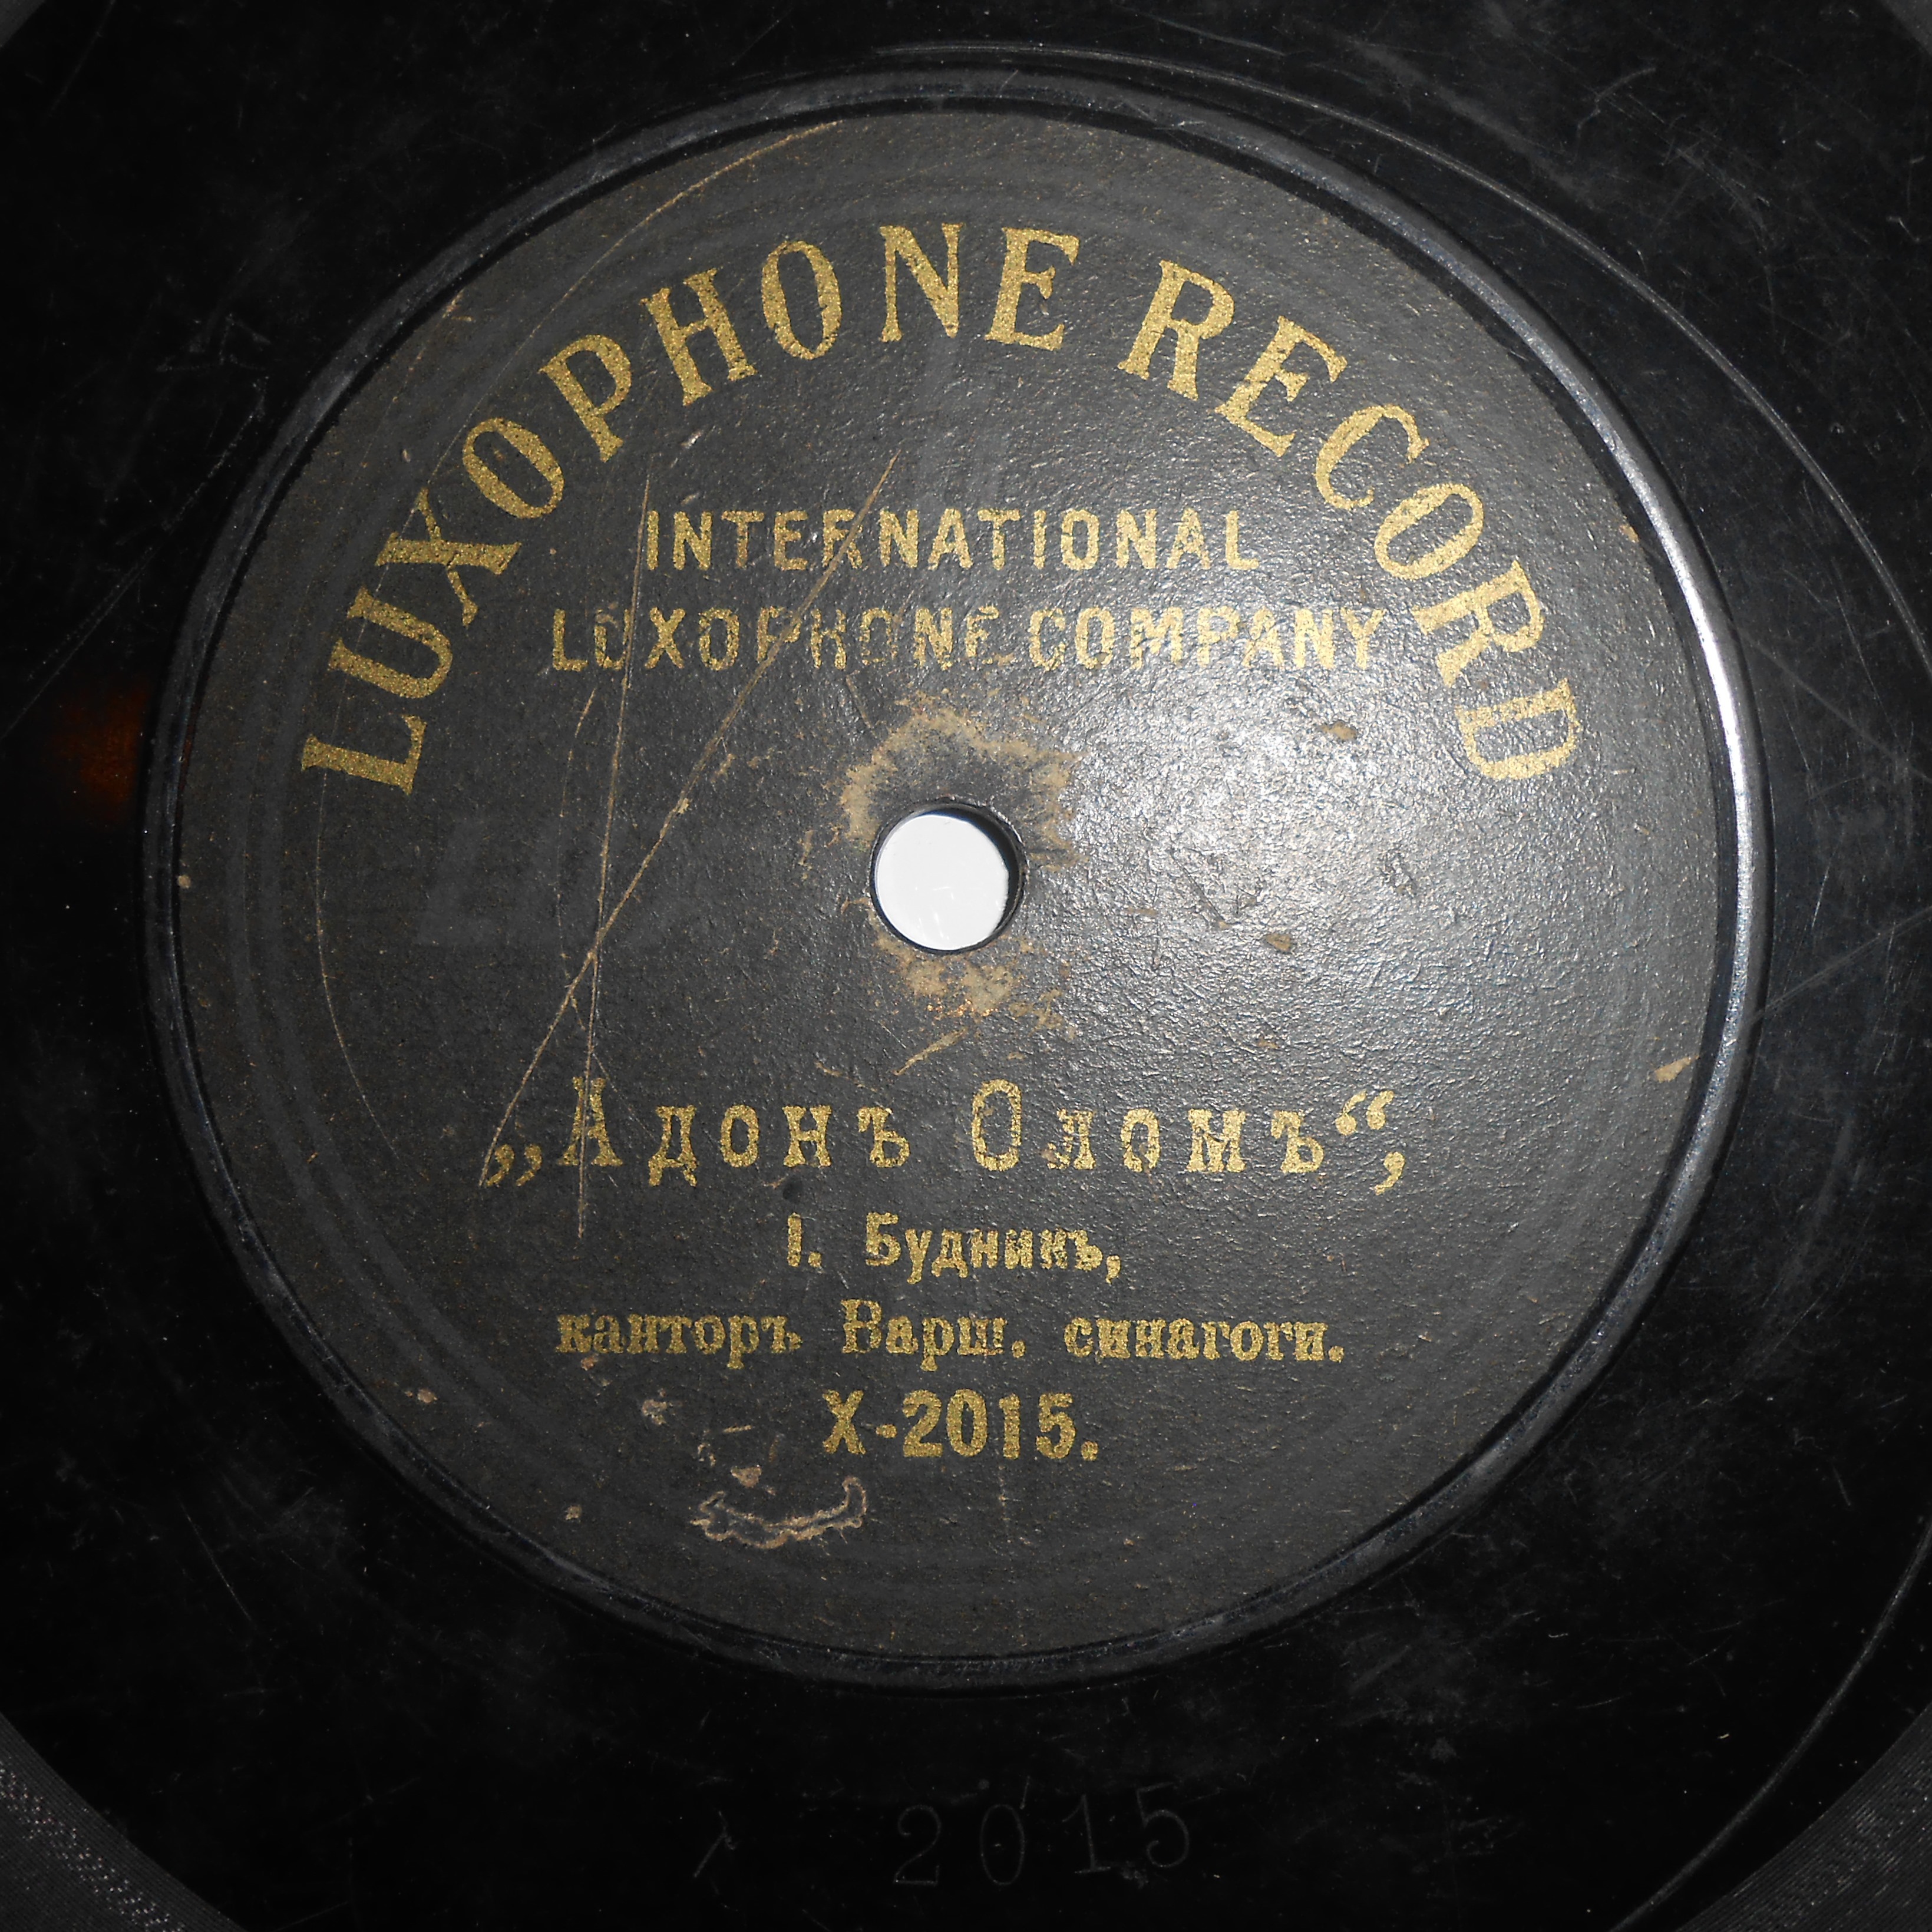 LUXOPHONE RECORD
INTERNATIONAL
LUXOPHONE COMPANY
„Адонъ Оломъ“,
І. Будникъ,
канторъ Варш. синагоги.
X-2015.
2015